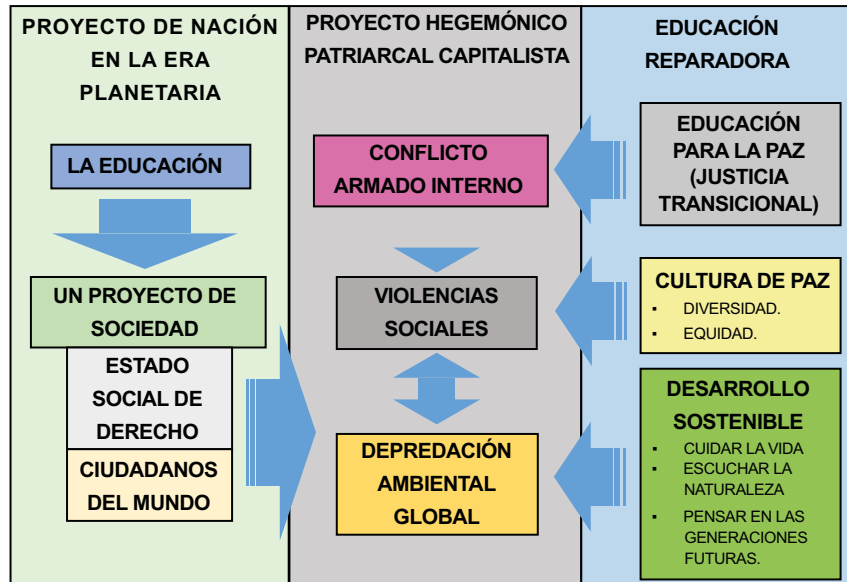 PROYECTO DE NACIÓN
EN LA ERA
PLANETARIA
LA EDUCACIÓN
UN PROYECTO DE
SOCIEDAD
ESTADO
SOCIAL DE
DERECHO
CIUDADANOS
DEL MUNDO
PROYECTO HEGEMÓNICO
PATRIARCAL CAPITALISTA
CONFLICTO
ARMADO INTERNO
VIOLENCIAS
SOCIALES
DEPREDACIÓN
AMBIENTAL
GLOBAL
EDUCACIÓN
REPARADORA
EDUCACIÓN
PARA LA PAZ
(JUSTICIA
TRANSICIONAL)
CULTURA DE PAZ
▪ DIVERSIDAD.
▪ EQUIDAD.
DESARROLLO
SOSTENIBLE
▪ CUIDAR LA VIDA
▪ ESCUCHAR LA
NATURALEZA
▪ PENSAR EN LAS
GENERACIONES
FUTURAS.